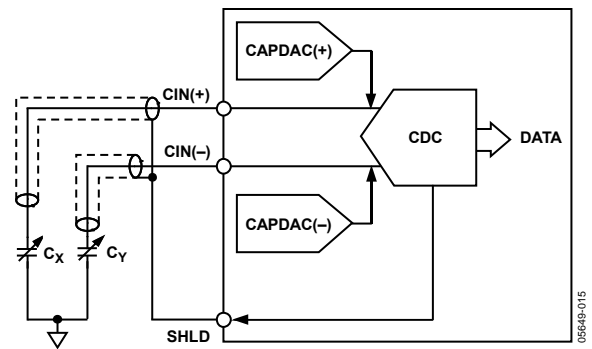 CAPDAC(+)
CIN(+)
CDC
DATA
CIN(–)
CAPDAC(–)
CX
CY
SHLD
05649-015